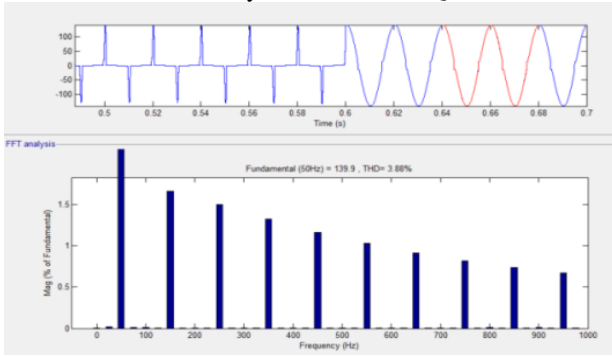 100
50
0
-50
-100
0.5 0.52 0.54 0.56 0.58 0.6 0.62 0.64 0.66 0.68 0.7
Time (s)
FFT analysis
Fundamental (50Hz) = 139.9 , THD= 3.88%
Mag (% of Fundamental)
1.5
1
0.5
0
0 100 200 300 400 500 600 700 800 900 1000
Frequency (Hz)